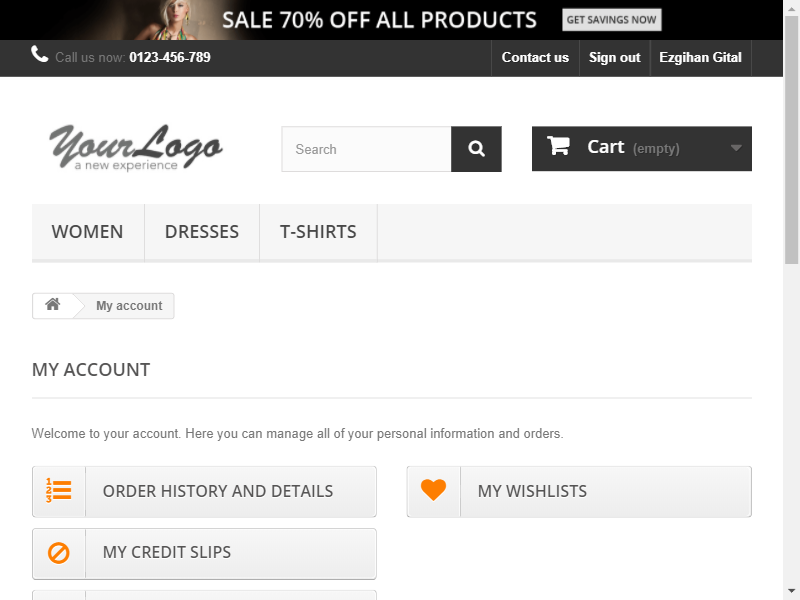 SALE 70% OFF ALL PRODUCTS
GET SAVINGS NOW
Call us now: 0123-456-789
Contact us
Sign out
Ezgihan Gital
YourLogo
a new experience
Search
Cart (empty)
WOMEN
DRESSES
T-SHIRTS
My account
MY ACCOUNT
Welcome to your account. Here you can manage all of your personal information and orders.
1
2
3
ORDER HISTORY AND DETAILS
MY WISHLISTS
MY CREDIT SLIPS